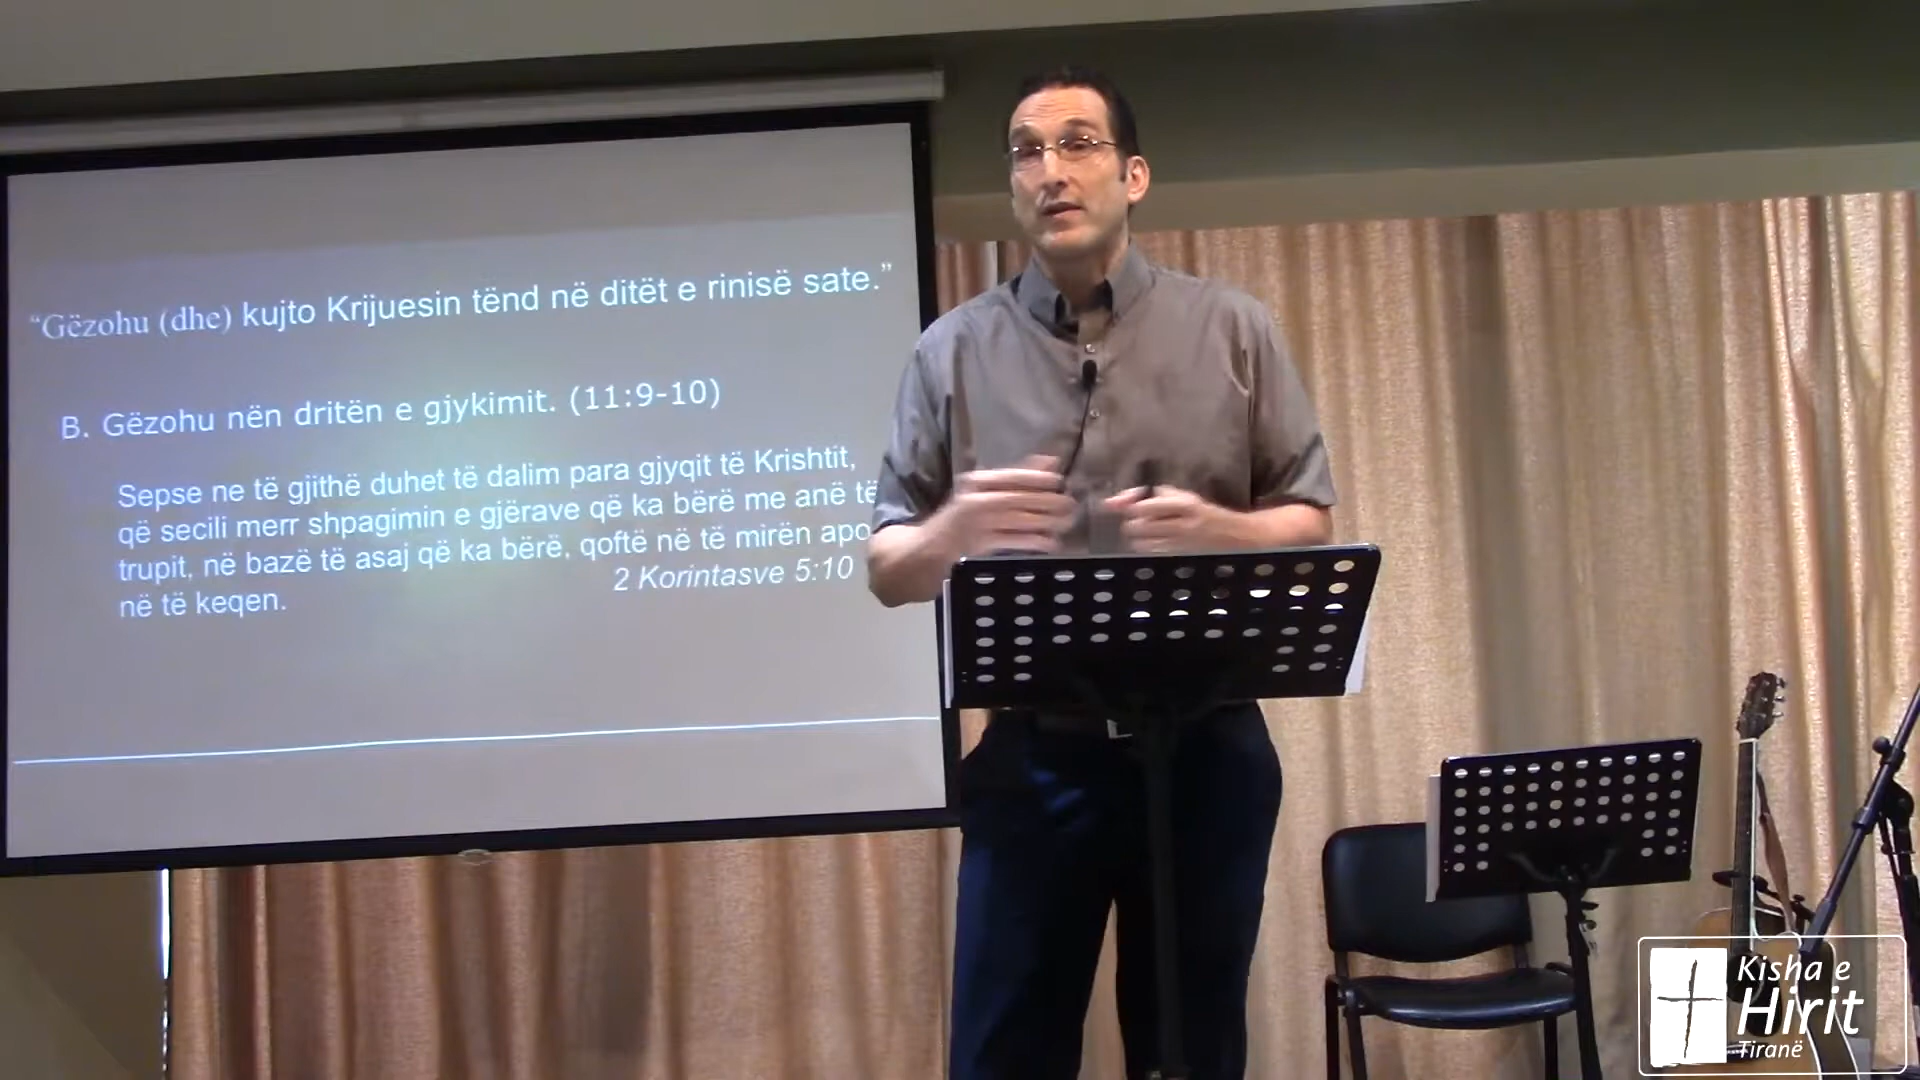 “Gëzohu (dhe) kujto Krijuesin tënd në ditët e rinisë sate.”
B. Gëzohu nën dritën e gjykimit. (11:9-10)
Sepse ne të gjithë duhet të dalim para gjyqit të Krishtit,
që secili merr shpagimin e gjërave që ka bërë me anë të
trupit, në bazë të asaj që ka bërë, qoftë në të mirën apo
në të keqen.
2 Korintasve 5:10
Kisha e
Hirit
Tiranë